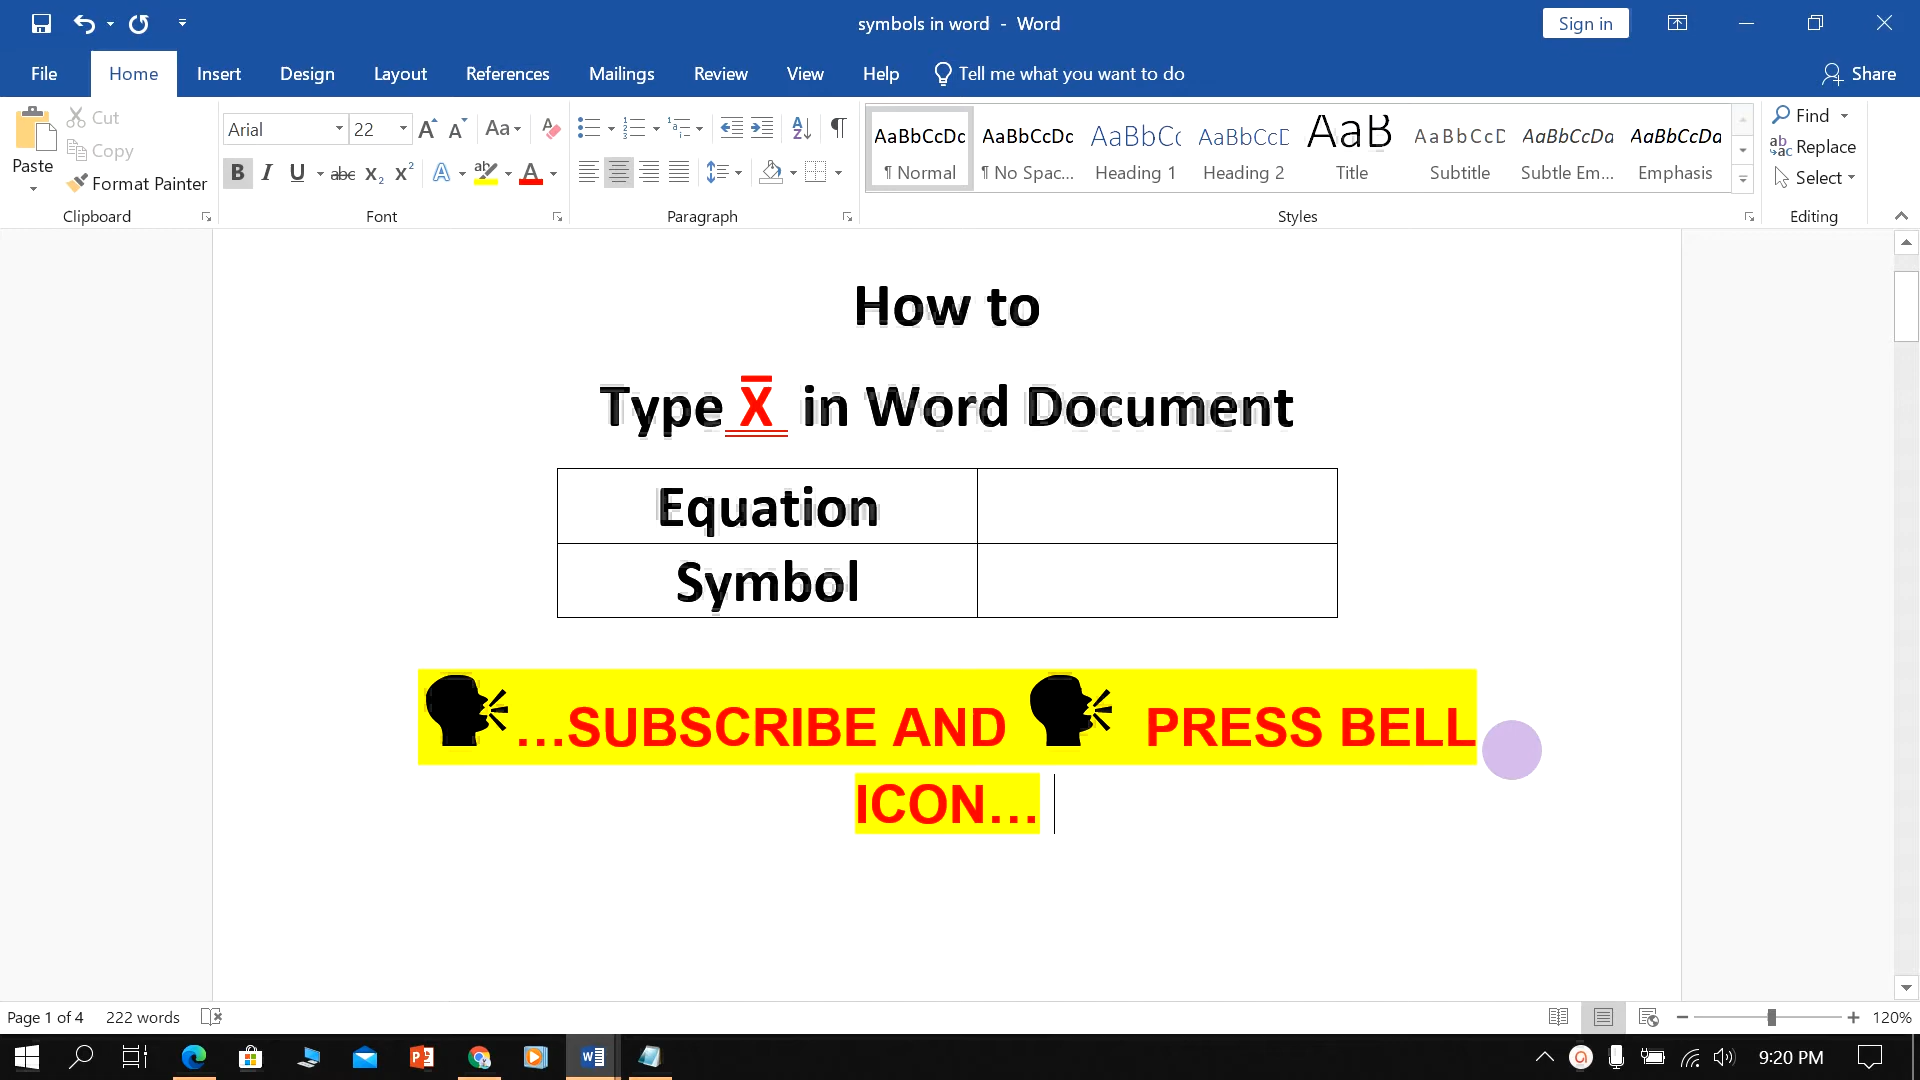 symbols in word - Word
Sign in
File Home Insert Design Layout References Mailings Review View Help Tell me what you want to do Share
Paste
Cut
Copy
Format Painter
Clipboard
Arial 22
Font
Paragraph
AaBbCcDc AaBbCcDc AaBbCc AaBbCcD AaB AaBbCcD AaBbCcDa AaBbCcDa
¶ Normal ¶ No Spac... Heading 1 Heading 2 Title Subtitle Subtle Em... Emphasis
Styles
Find
Replace
Select
Editing
How to
Type X̅ in Word Document
Equation
Symbol
…SUBSCRIBE AND PRESS BELL
ICON…
Page 1 of 4 222 words 120%
9:20 PM